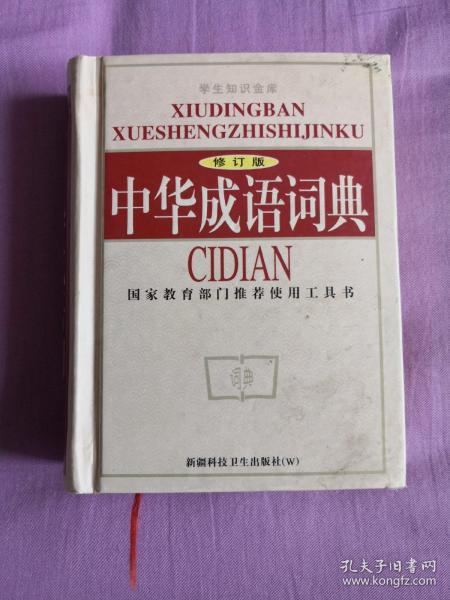 学生知识金库
XIUDINGBAN
XUESHENGZHISHIJINKU
修订版
中华成语词典
CIDIAN
国家教育部门推荐使用工具书
词典
新疆科技卫生出版社(W)
孔夫子旧书网
www.kongfz.com